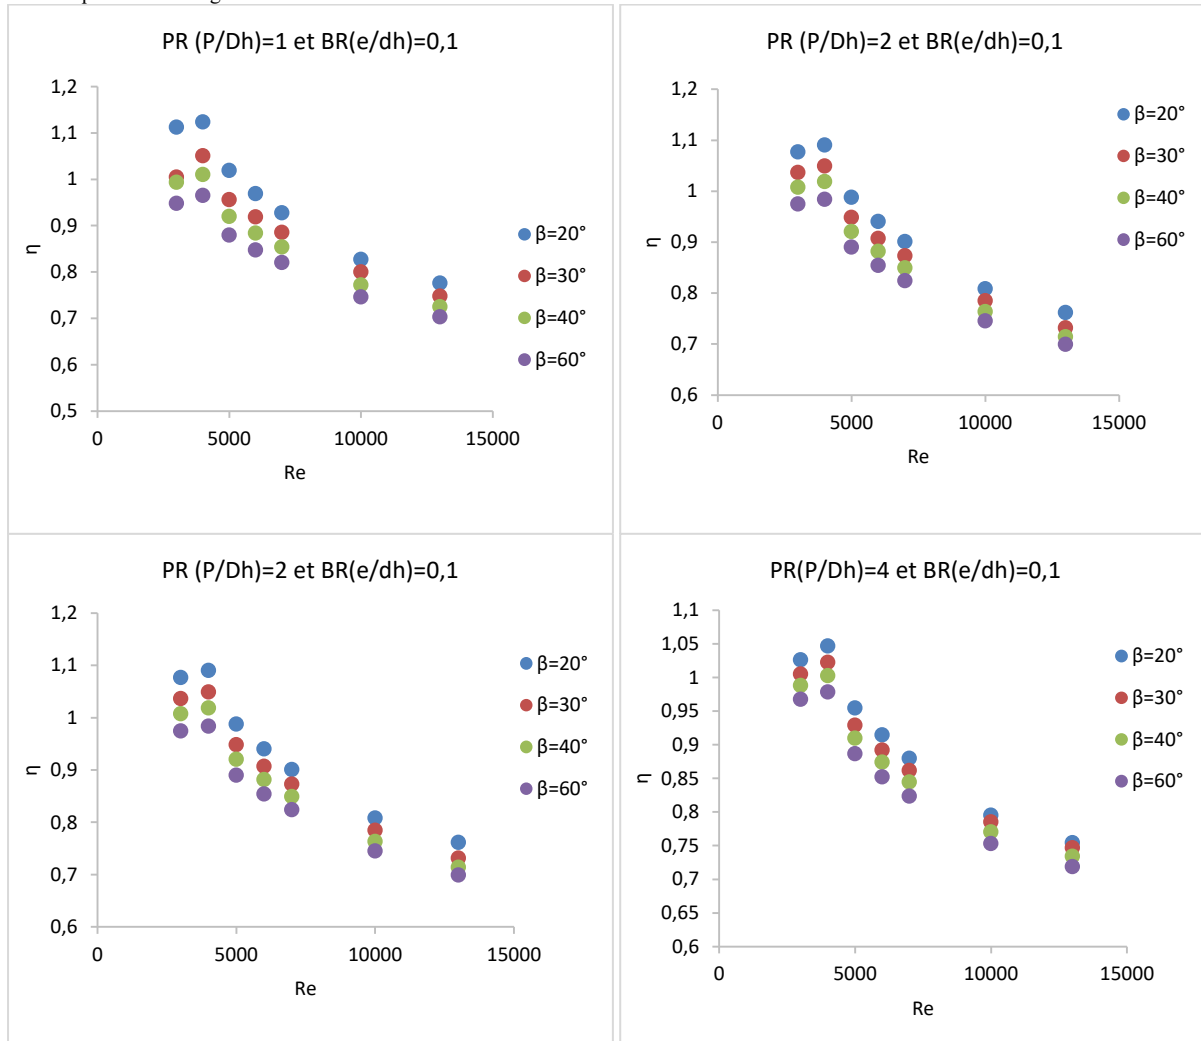 PR (P/Dh)=1 et BR(e/dh)=0,1
1,2
1,1
1
0,9
0,8
0,7
0,6
0,5
η
0
5000
10000
15000
Re
β=20°
β=30°
β=40°
β=60°
PR (P/Dh)=2 et BR(e/dh)=0,1
1,2
1,1
1
0,9
0,8
0,7
0,6
η
0
5000
10000
15000
Re
β=20°
β=30°
β=40°
β=60°
PR (P/Dh)=2 et BR(e/dh)=0,1
1,2
1,1
1
0,9
0,8
0,7
0,6
η
0
5000
10000
15000
Re
β=20°
β=30°
β=40°
β=60°
PR(P/Dh)=4 et BR(e/dh)=0,1
1,1
1,05
1
0,95
0,9
0,85
0,8
0,75
0,7
0,65
0,6
η
0
5000
10000
15000
Re
β=20°
β=30°
β=40°
β=60°